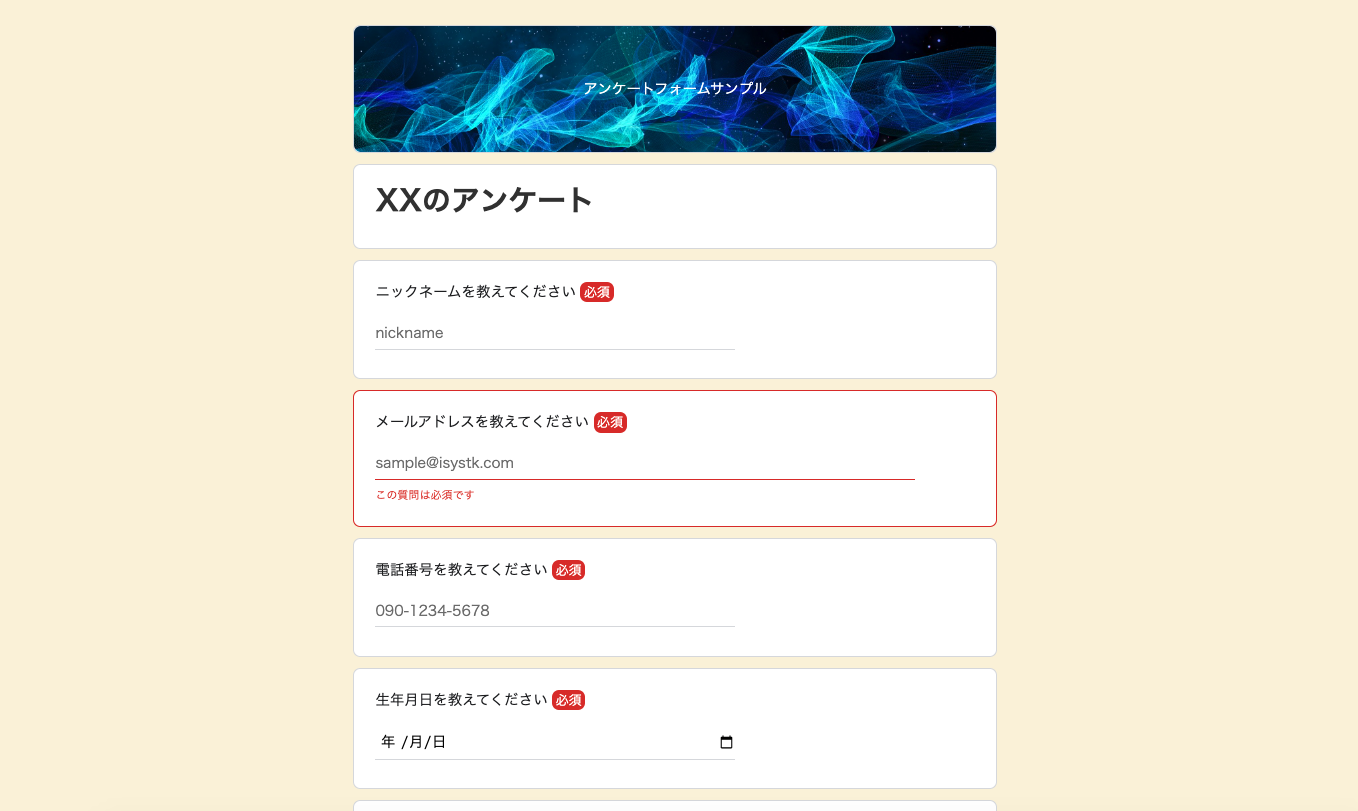 アンケートフォームサンプル
XXのアンケート
ニックネームを教えてください 必須
nickname
メールアドレスを教えてください 必須
sample@isystk.com
この質問は必須です
電話番号を教えてください 必須
090-1234-5678
生年月日を教えてください 必須
年 /月/日